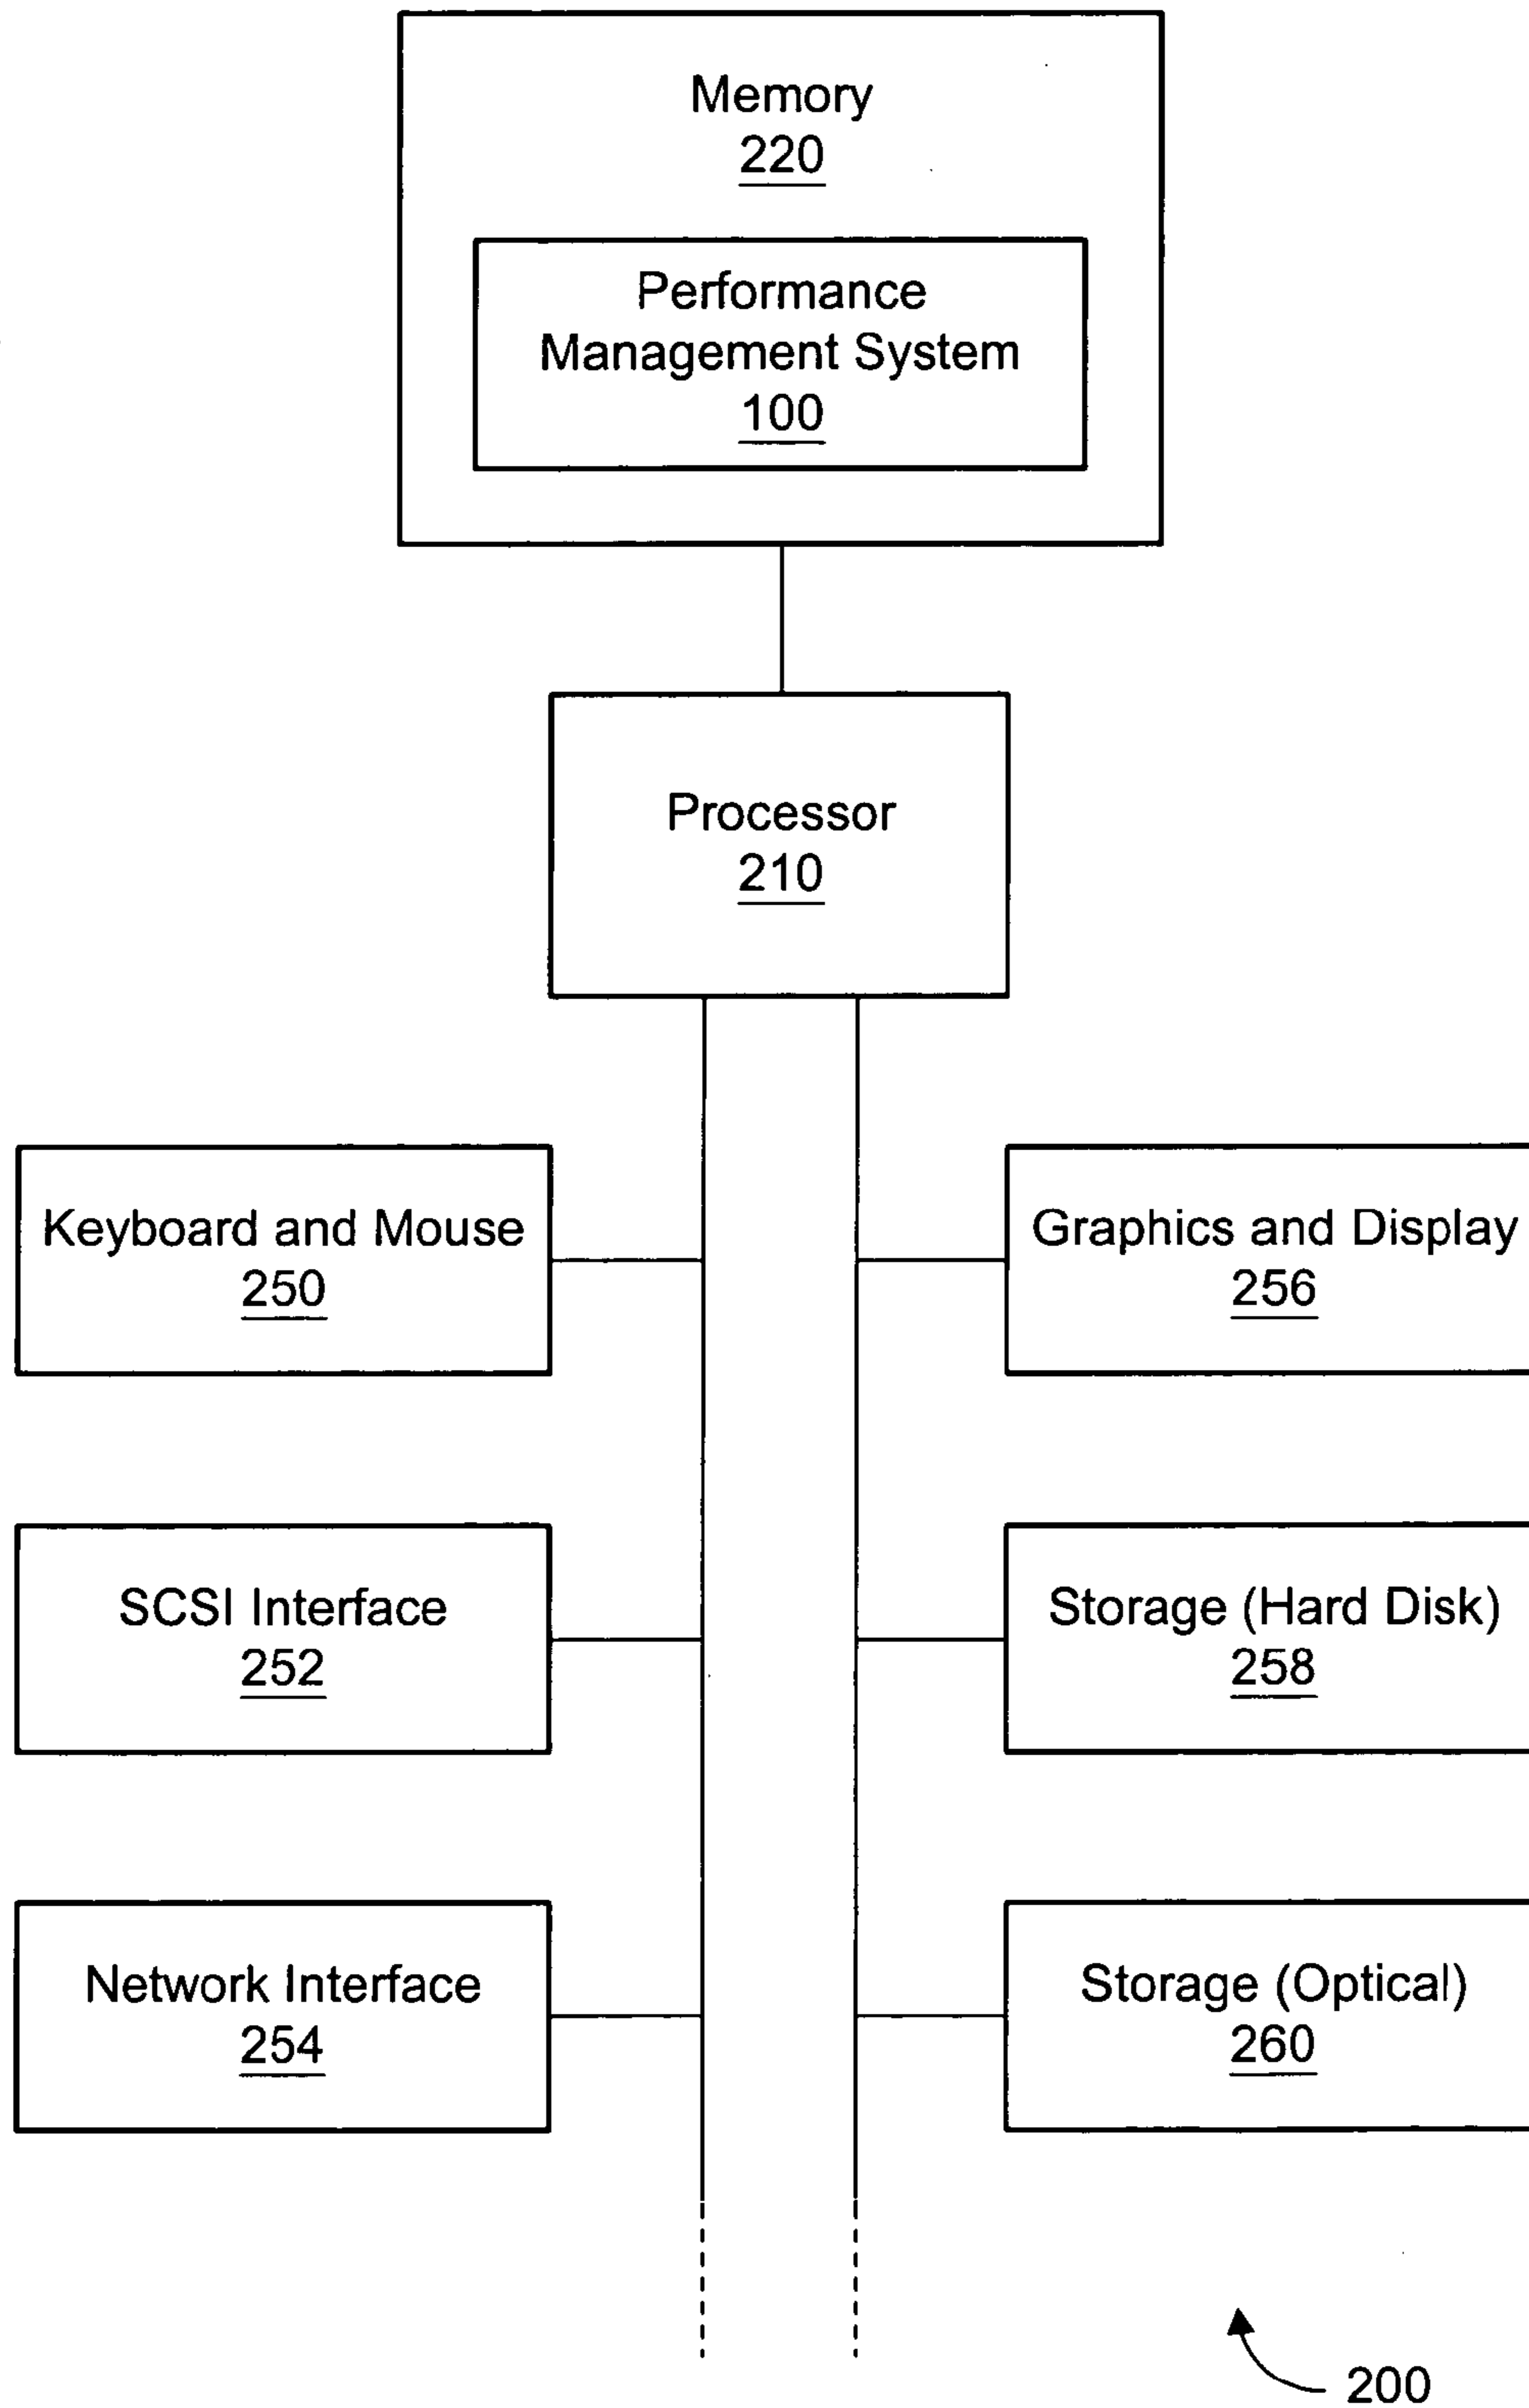 Memory
220
Performance
Management System
100
Processor
210
Keyboard and Mouse
250
Graphics and Display
256
SCSI Interface
252
Storage (Hard Disk)
258
Network Interface
254
Storage (Optical)
260
200